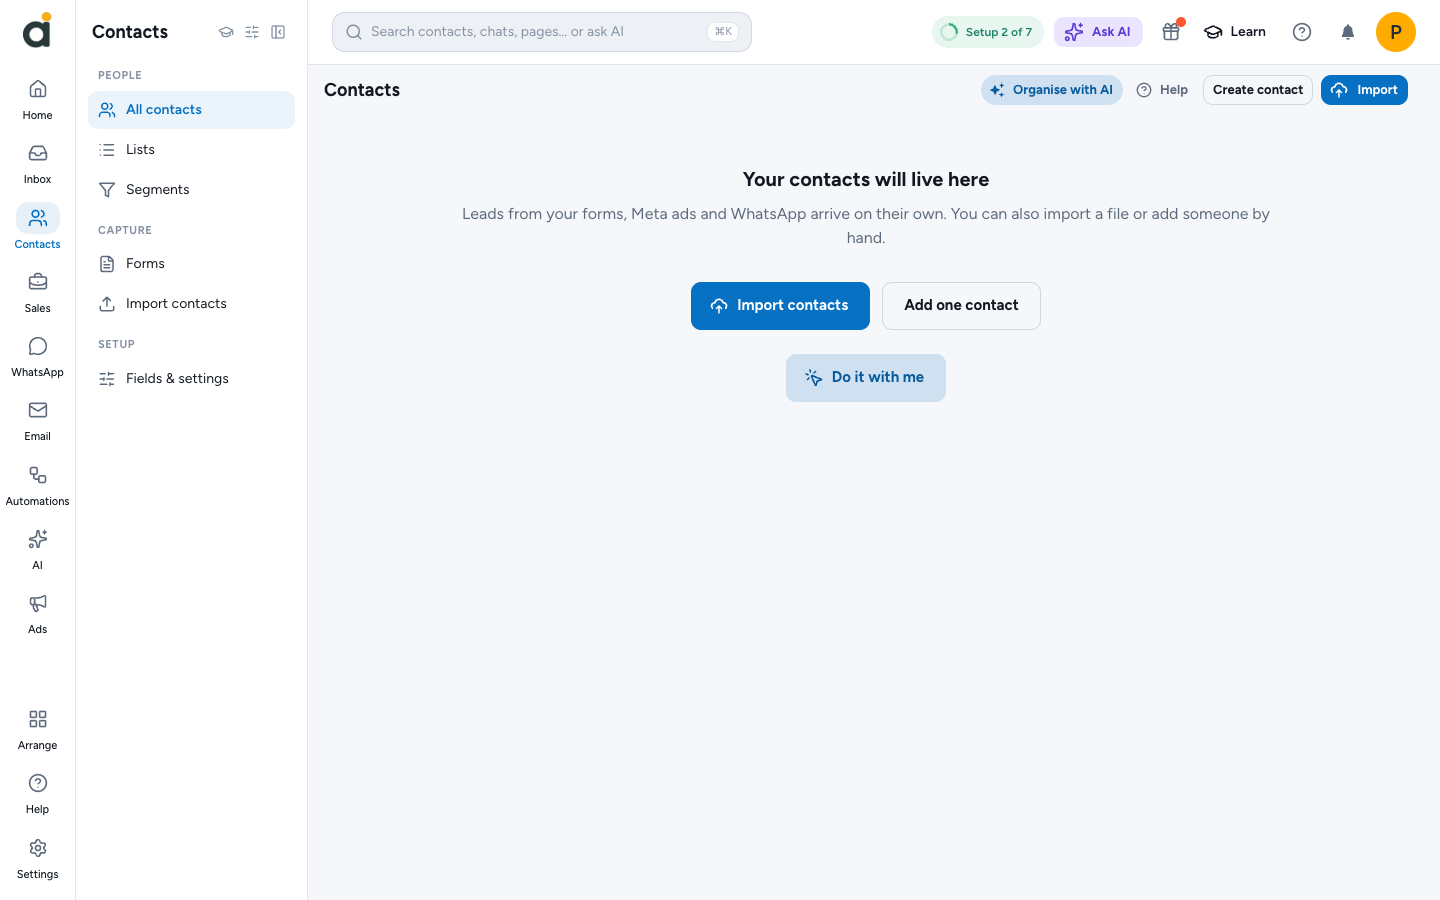 Contacts
Search contacts, chats, pages... or ask AI
⌘K
Setup 2 of 7
Ask AI
Learn
P
Home
Inbox
Contacts
Sales
WhatsApp
Email
Automations
AI
Ads
Arrange
Help
Settings
PEOPLE
All contacts
Lists
Segments
CAPTURE
Forms
Import contacts
SETUP
Fields & settings
Contacts
Organise with AI
Help
Create contact
Import
Your contacts will live here
Leads from your forms, Meta ads and WhatsApp arrive on their own. You can also import a file or add someone by
hand.
Import contacts
Add one contact
Do it with me